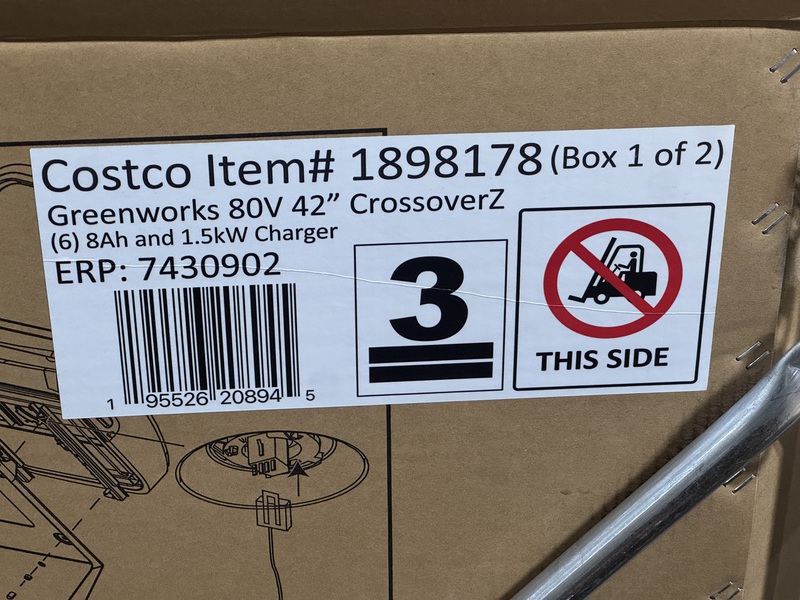 Costco Item# 1898178 (Box 1 of 2)
Greenworks 80V 42” CrossoverZ
(6) 8Ah and 1.5kW Charger
ERP: 7430902
1 95526 20894 5
3
THIS SIDE